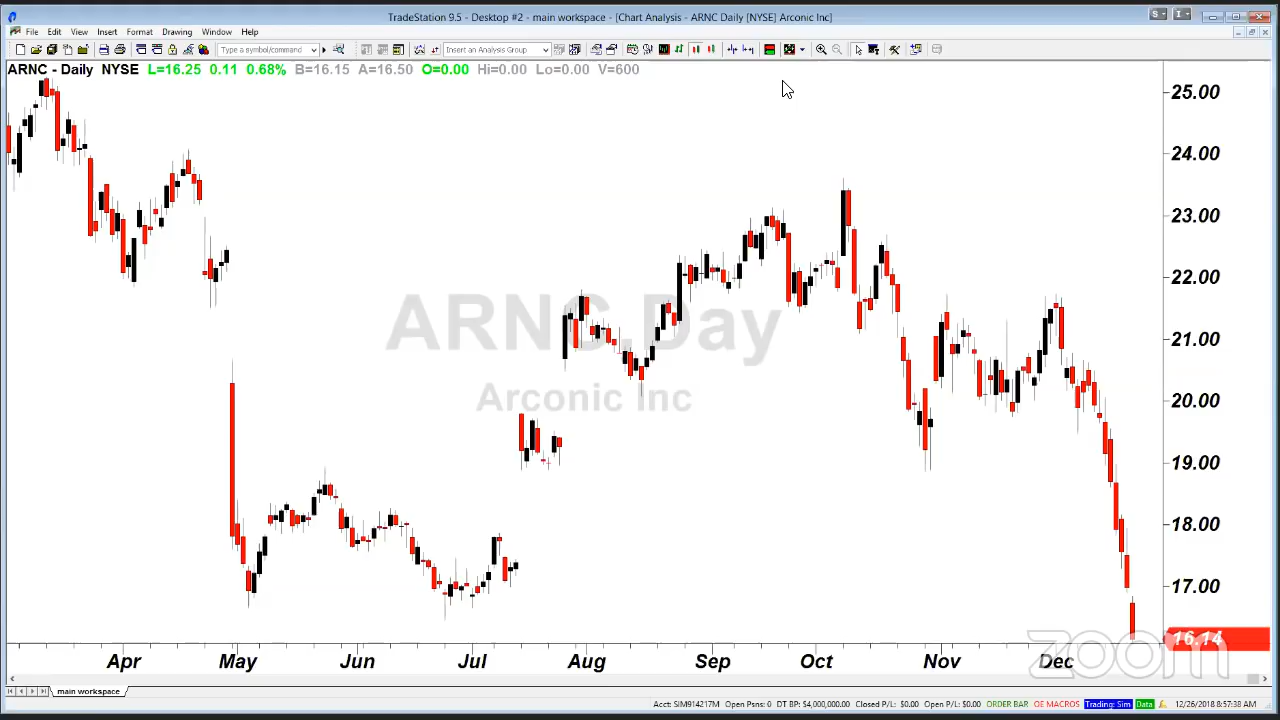 TradeStation 9.5 - Desktop #2 - main workspace - [Chart Analysis - ARNC Daily [NYSE] Arconic Inc]
S I
File Edit View Insert Format Drawing Window Help
Type a symbol/command Insert an Analysis Group
ARNC - Daily NYSE L=16.25 0.11 0.68% B=16.15 A=16.50 O=0.00 Hi=0.00 Lo=0.00 V=600
25.00
24.00
23.00
22.00
ARNC.Day
21.00
Arconic Inc
20.00
19.00
18.00
17.00
16.14
zoom
Apr May Jun Jul Aug Sep Oct Nov Dec
main workspace
Acct: SIM914217M Open Psns: 0 DT BP: $4,000,000.00 Closed P/L: $0.00 Open P/L: $0.00 ORDER BAR OE MACROS Trading: Sim Data 12/26/2018 8:57:38 AM